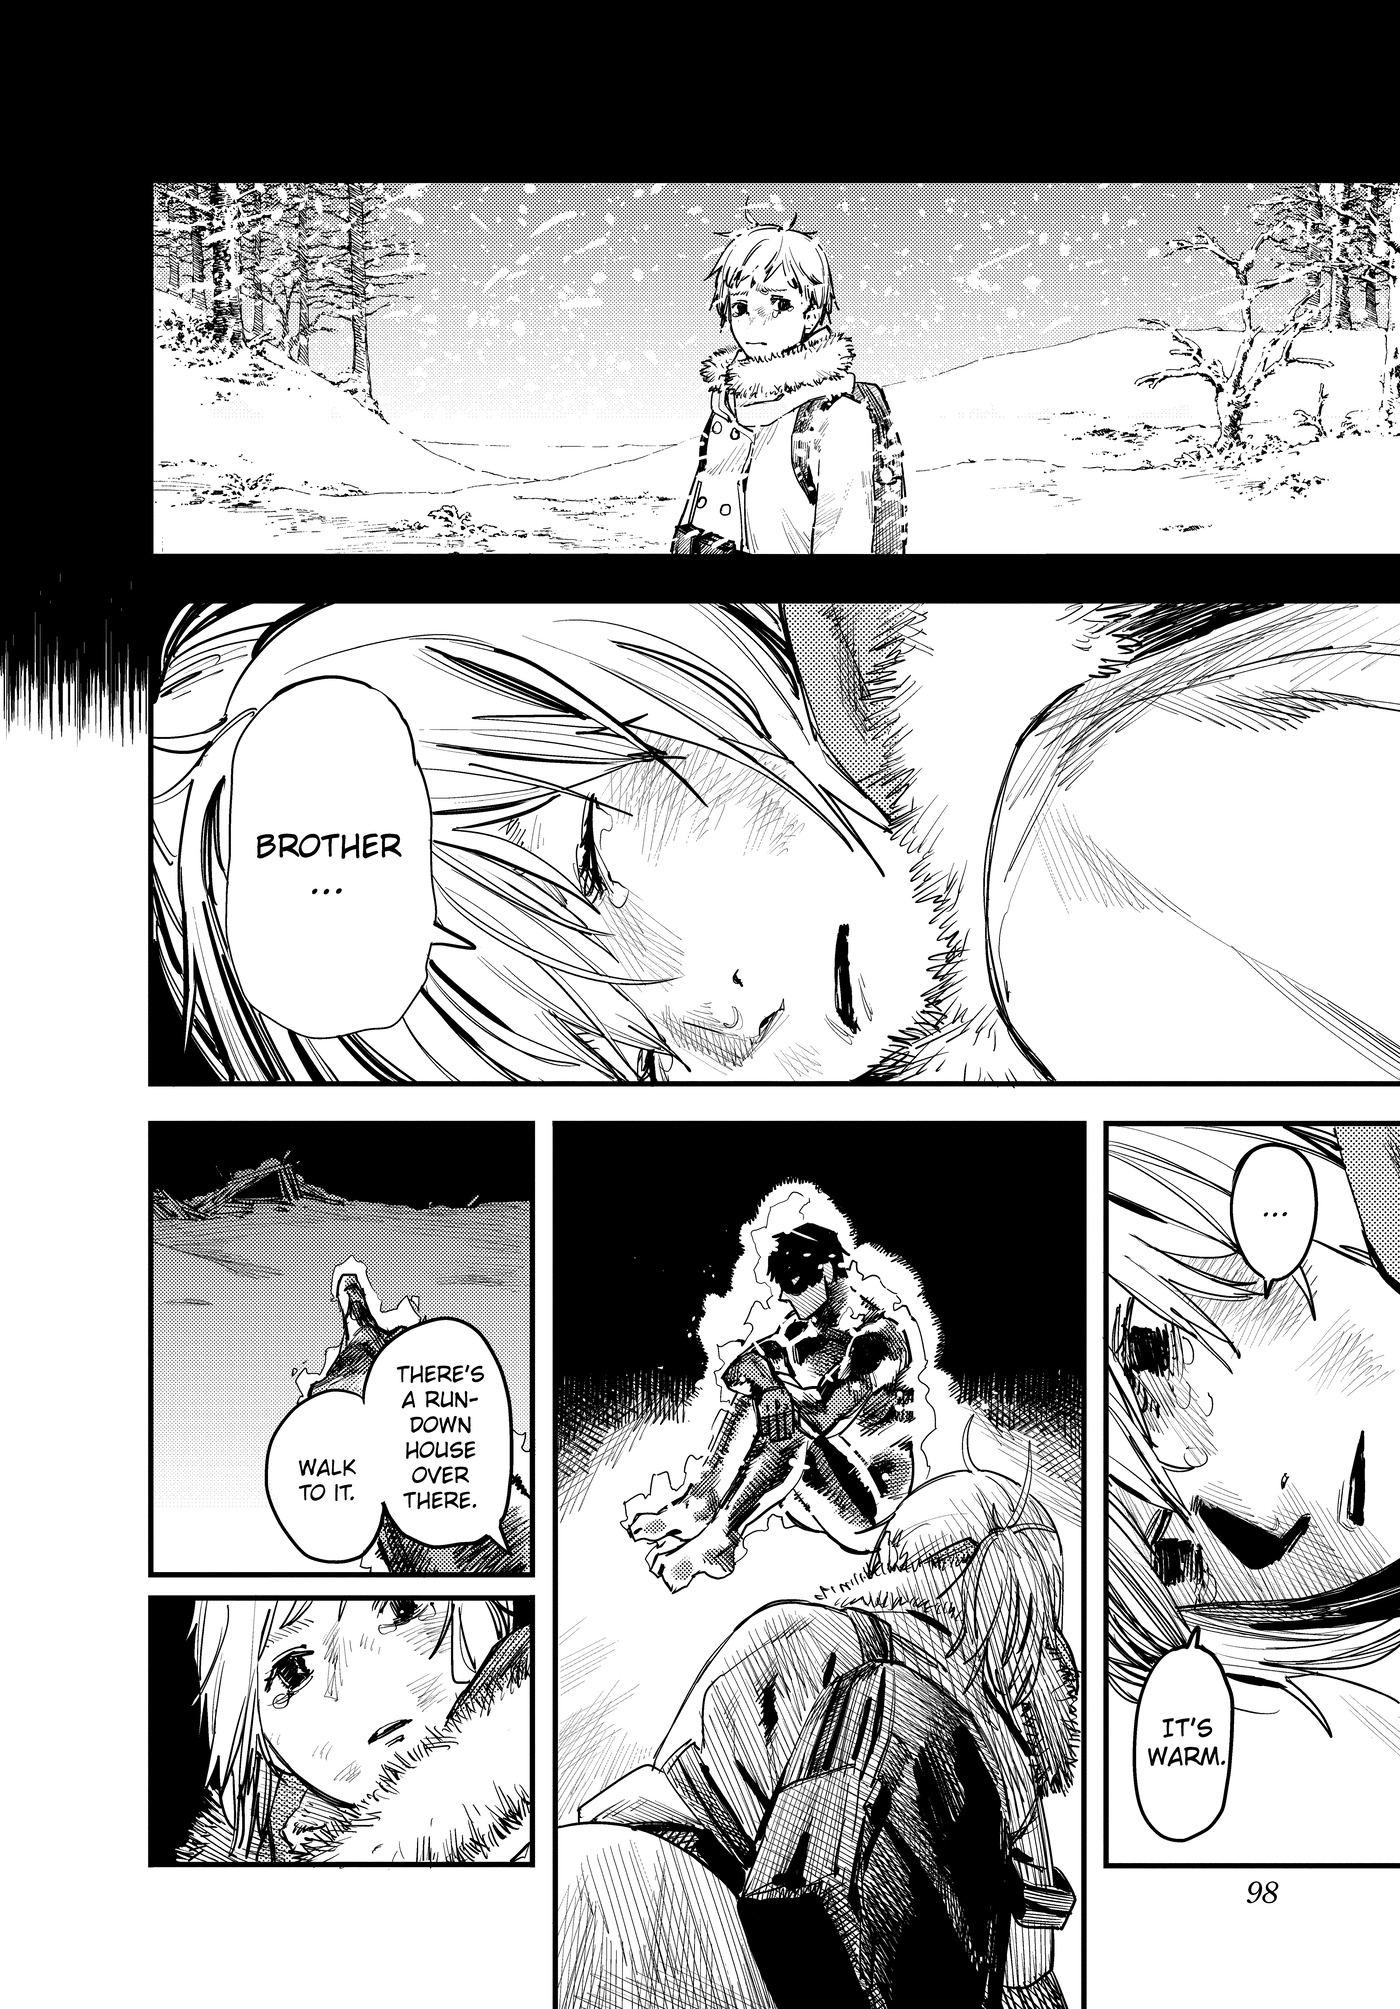 BROTHER
...
...
IT'S
WARM.
THERE'S
A RUN-
DOWN
HOUSE
OVER
THERE.
WALK
TO IT.
98